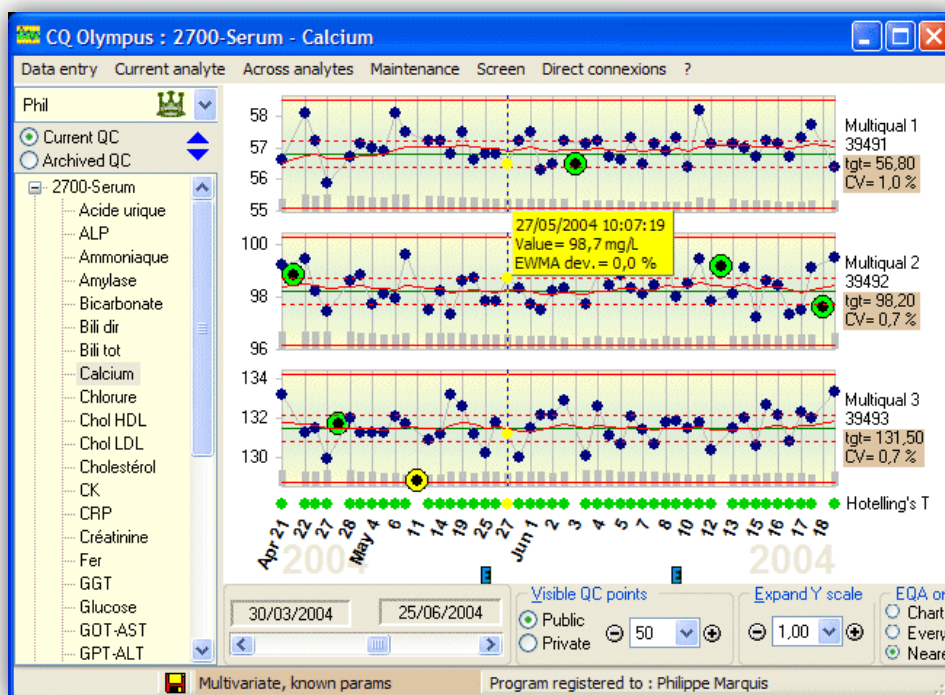 CQ Olympus : 2700-Serum - Calcium
Data entry Current analyte Across analytes Maintenance Screen Direct connexions ?
Phil
Current QC
Archived QC
2700-Serum
Acide urique
ALP
Ammoniaque
Amylase
Bicarbonate
Bili dir
Bili tot
Calcium
Chlorure
Chol HDL
Chol LDL
Cholestérol
CK
CRP
Créatinine
Fer
GGT
Glucose
GOT-AST
GPT-ALT
58
57
56
55
Multiqual 1
39491
tgt= 56,80
CV= 1,0 %
27/05/2004 10:07:19
Value= 98,7 mg/L
EWMA dev.= 0,0 %
100
98
96
Multiqual 2
39492
tgt= 98,20
CV= 0,7 %
134
132
130
Multiqual 3
39493
tgt= 131,50
CV= 0,7 %
Hotelling's T
Apr 21 22 27 28 May 4 6 11 14 19 25 27 Jun 1 2 3 4 5 7 8 10 12 13 15 16 17 18
2004 2004
E E
30/03/2004 25/06/2004
Visible QC points
Public
Private
50
Expand Y scale
1,00
EQA or
Chart
Every
Neare
Multivariate, known params
Program registered to : Philippe Marquis